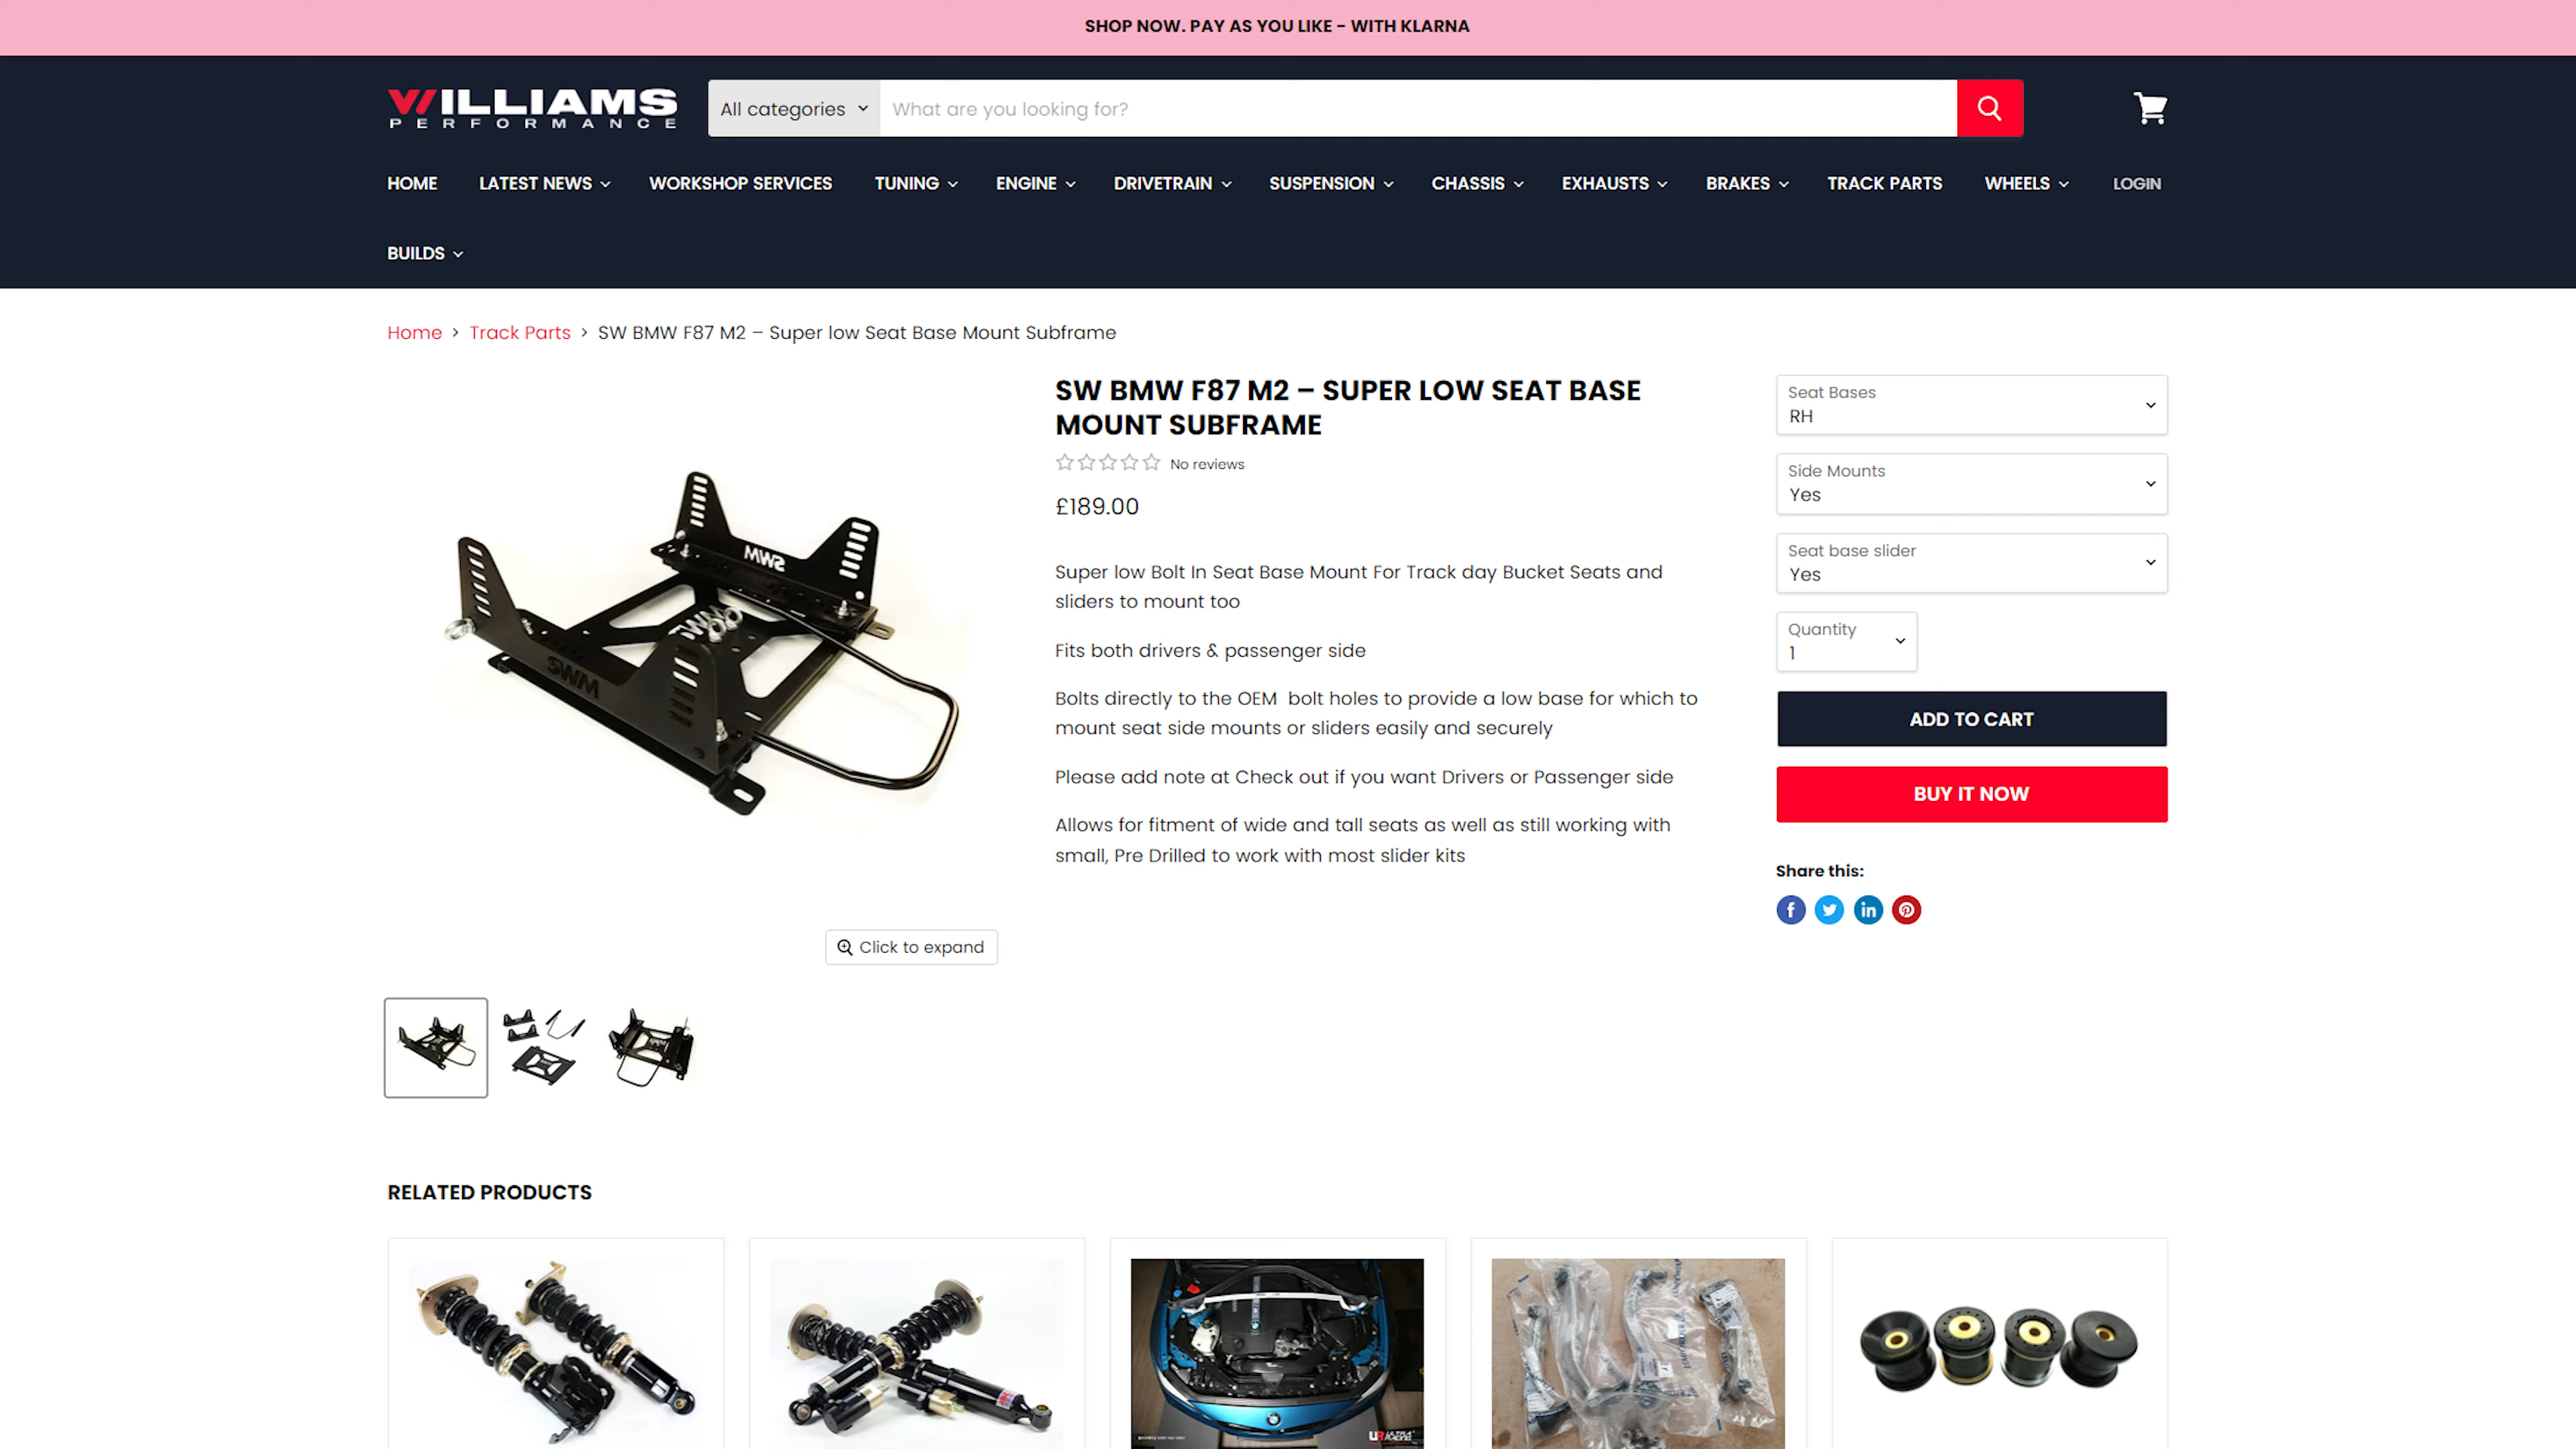 SHOP NOW. PAY AS YOU LIKE - WITH KLARNA
WILLIAMS
PERFORMANCE
All categories
What are you looking for?
HOME
LATEST NEWS
WORKSHOP SERVICES
TUNING
ENGINE
DRIVETRAIN
SUSPENSION
CHASSIS
EXHAUSTS
BRAKES
TRACK PARTS
WHEELS
LOGIN
BUILDS
Home > Track Parts > SW BMW F87 M2 – Super low Seat Base Mount Subframe
SW BMW F87 M2 – SUPER LOW SEAT BASE
MOUNT SUBFRAME
No reviews
£189.00
Super low Bolt In Seat Base Mount For Track day Bucket Seats and
sliders to mount too
Fits both drivers & passenger side
Bolts directly to the OEM bolt holes to provide a low base for which to
mount seat side mounts or sliders easily and securely
Please add note at Check out if you want Drivers or Passenger side
Allows for fitment of wide and tall seats as well as still working with
small, Pre Drilled to work with most slider kits
Seat Bases
RH
Side Mounts
Yes
Seat base slider
Yes
Quantity
1
ADD TO CART
BUY IT NOW
Share this:
SWM
SWM
SWM
Click to expand
RELATED PRODUCTS